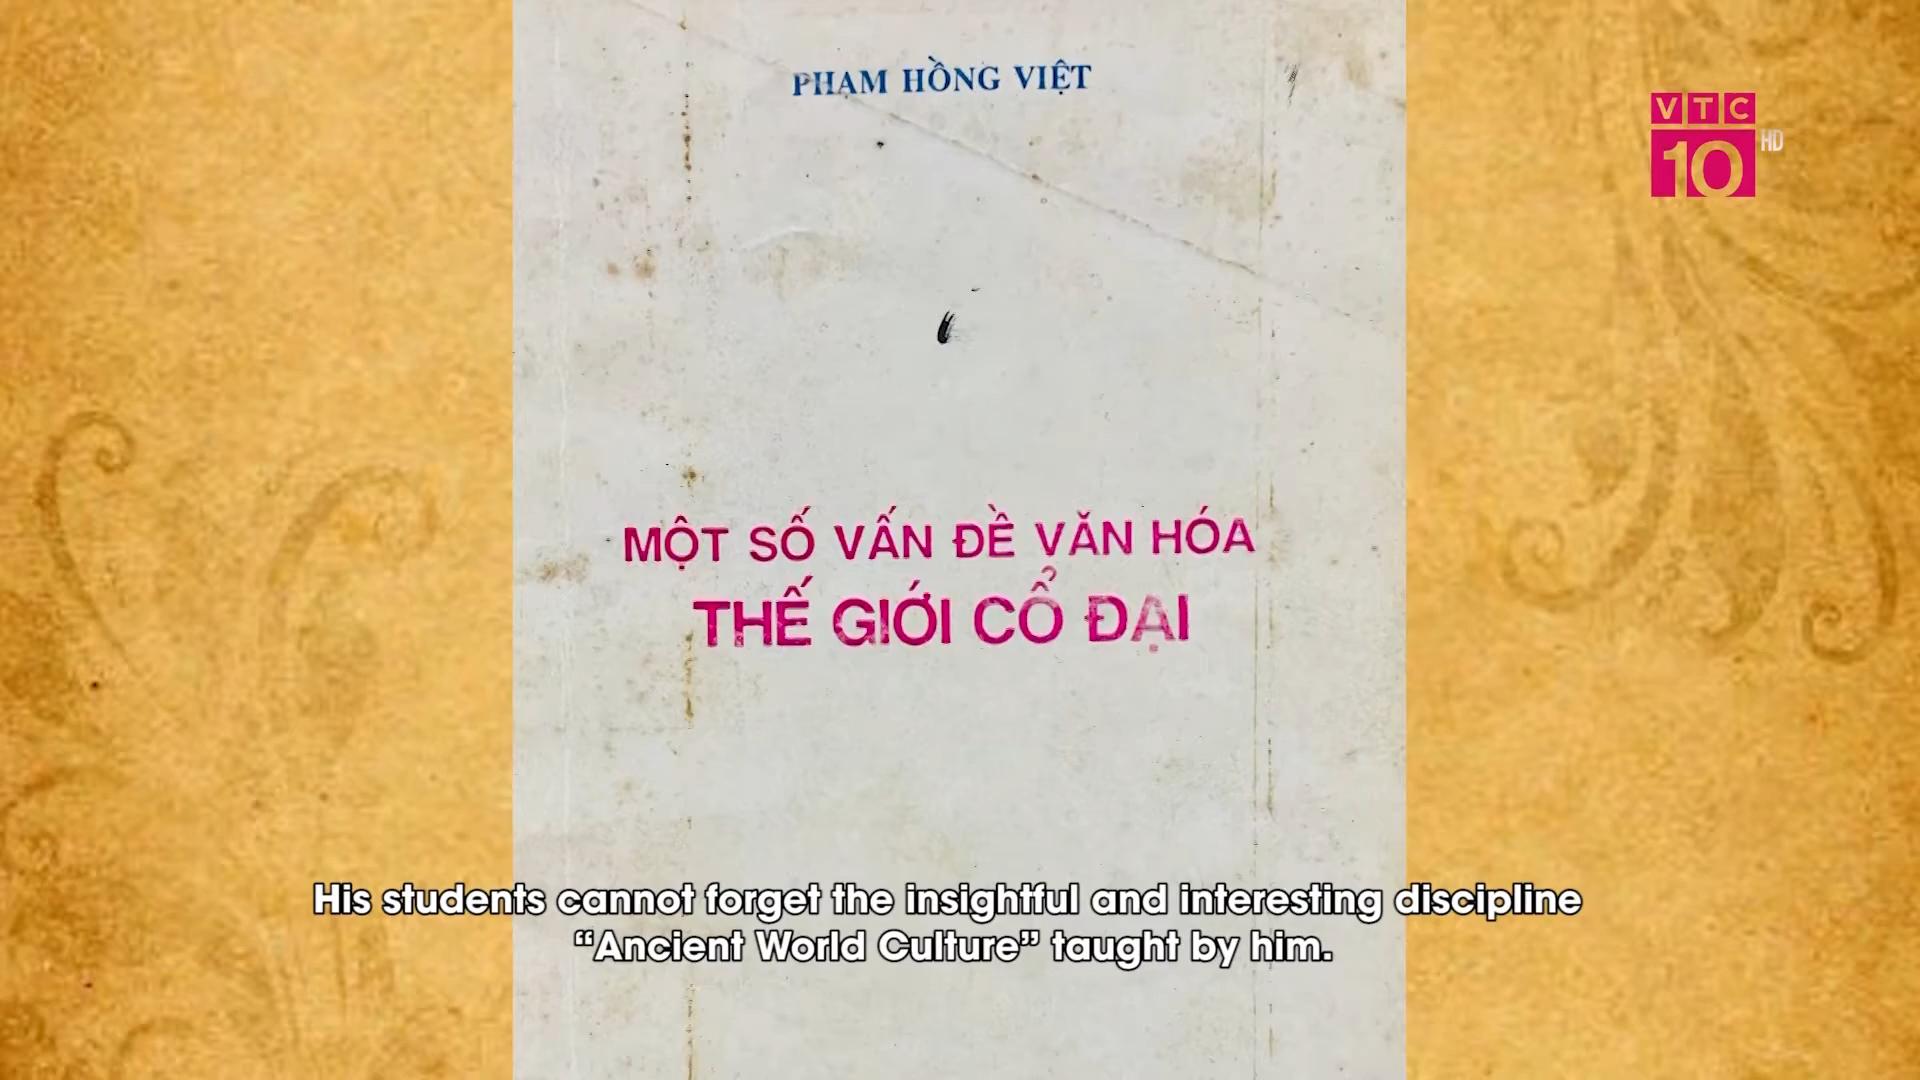 PHẠM HỒNG VIỆT
VTC
10 HD
MỘT SỐ VẤN ĐỀ VĂN HÓA
THẾ GIỚI CỔ ĐẠI
His students cannot forget the insightful and interesting discipline
“Ancient World Culture” taught by him.